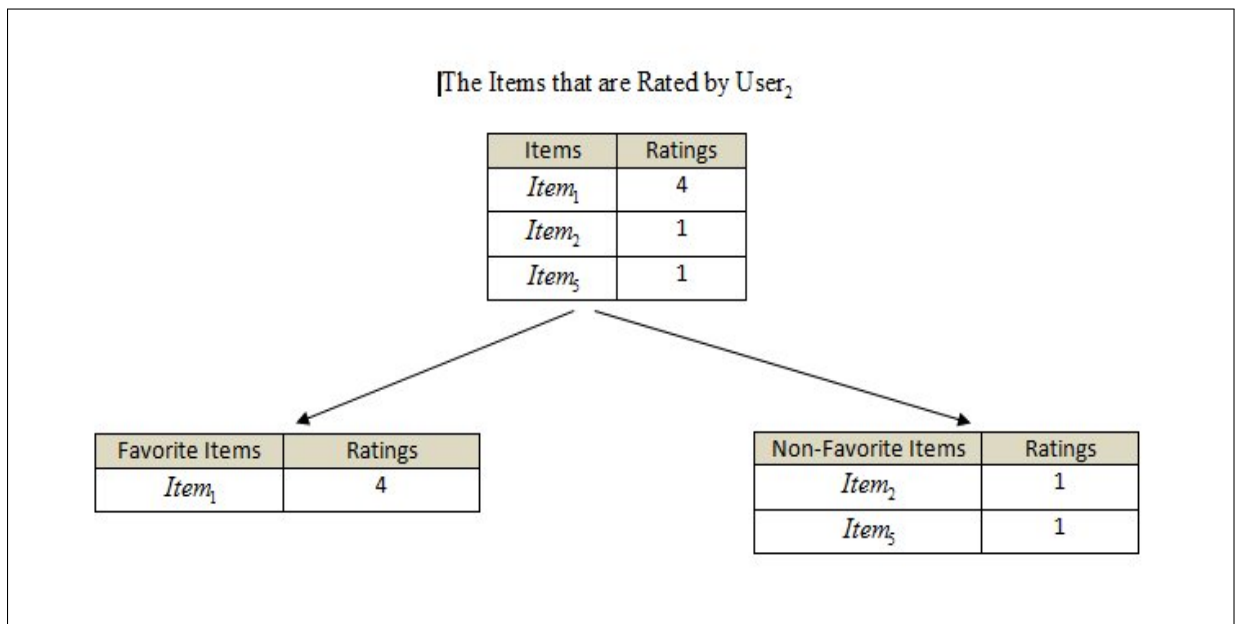 The Items that are Rated by User₂
Items Ratings
Item₁ 4
Item₂ 1
Item₅ 1
Favorite Items Ratings
Item₁ 4
Non-Favorite Items Ratings
Item₂ 1
Item₅ 1